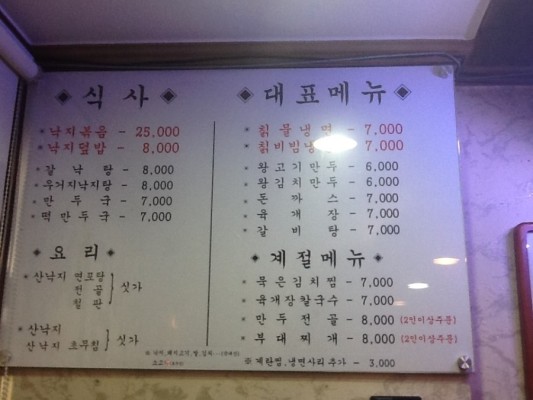 ◈ 식 사 ◈
* 낙지볶음 - 25,000
* 낙지덮밥 - 8,000
* 갈 낙 탕 - 8,000
* 우거지낙지탕 - 8,000
* 만 두 국 - 7,000
* 떡 만 두 국 - 7,000
◈ 요 리 ◈
* 산낙지 연포탕
전골
철판
싯가
* 산낙지
산낙지 초무침
싯가
◈ 대 표 메 뉴 ◈
* 칡 물 냉 면 - 7,000
* 칡비빔냉면 - 7,000
* 왕고기만두 - 6,000
* 왕김치만두 - 6,000
* 돈 까 스 - 7,000
* 육 개 장 - 7,000
* 갈 비 탕 - 7,000
◈ 계 절 메 뉴 ◈
* 묵은김치찜 - 7,000
* 육개장칼국수 - 7,000
* 만두전골 - 8,000 (2인이상주문)
* 부대찌개 - 8,000 (2인이상주문)
※ 계란찜, 냉면사리추가 - 3,000